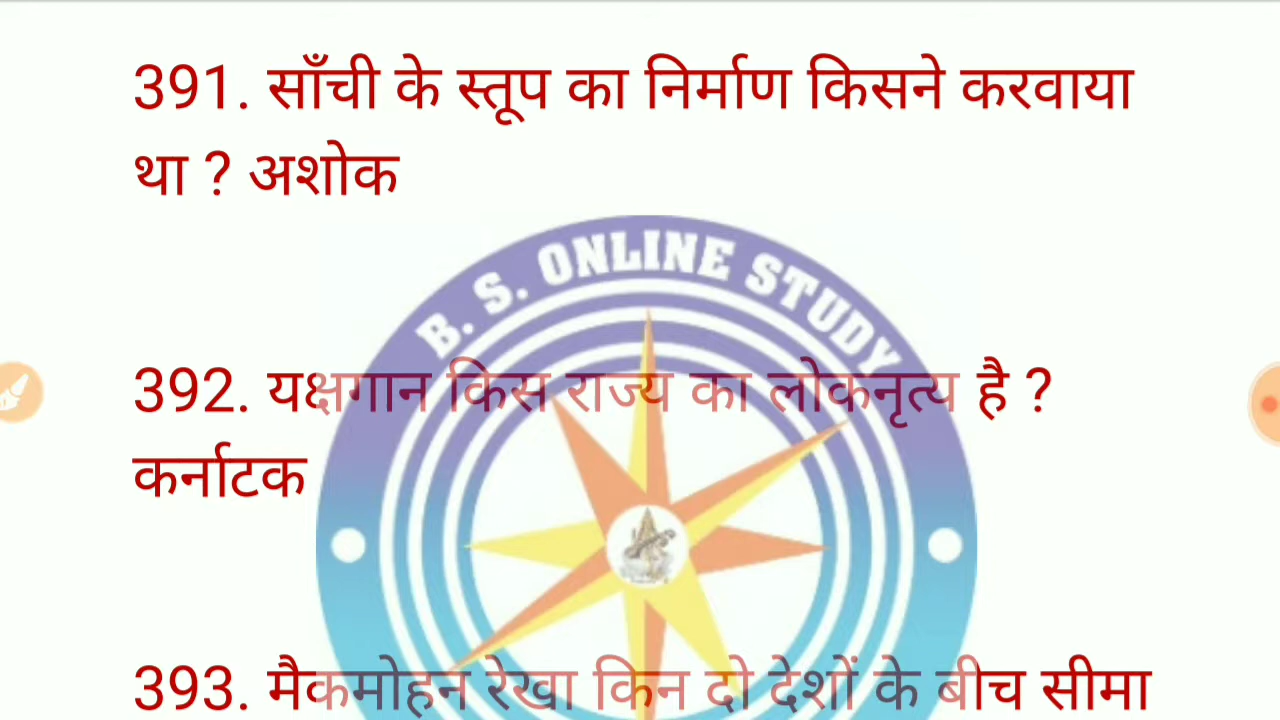 391. साँची के स्तूप का निर्माण किसने करवाया
था ? अशोक
B. S. ONLINE STUDY
392. यक्षगान किस राज्य का लोकनृत्य है ?
कर्नाटक
393. मैकमोहन रेखा किन दो देशों के बीच सीमा